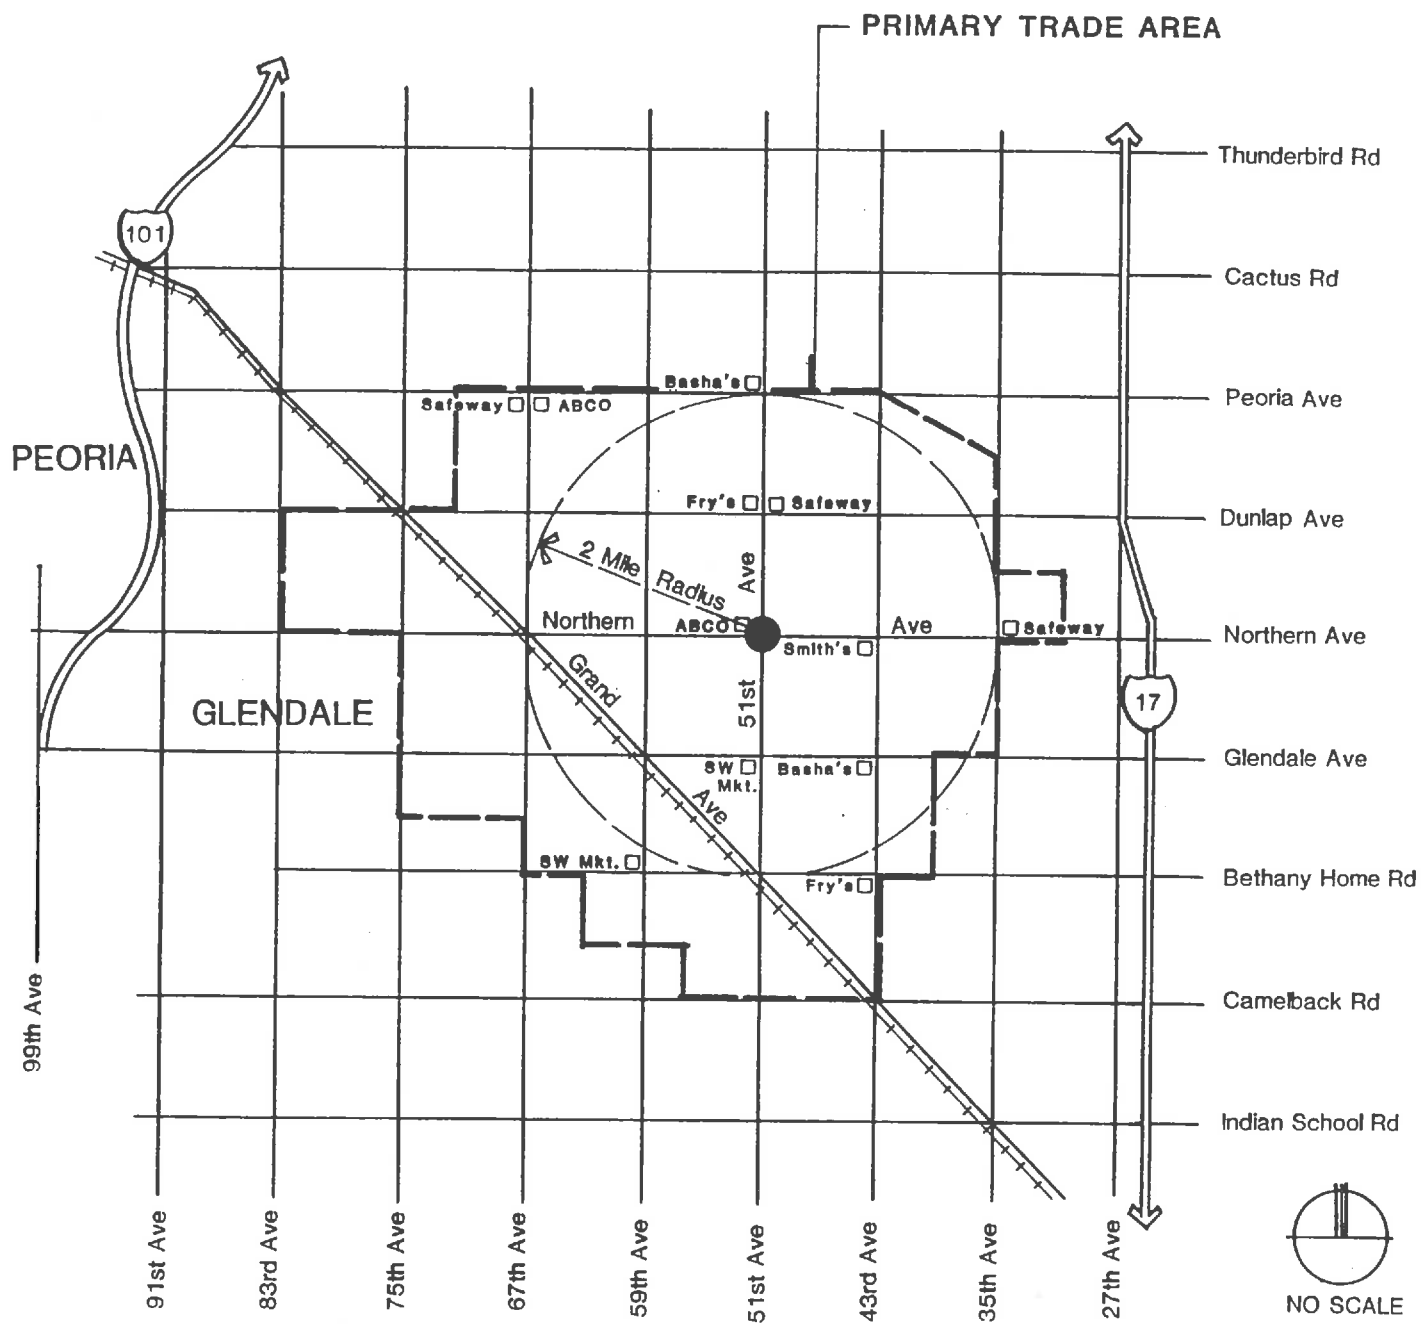 PRIMARY TRADE AREA
Thunderbird Rd
101
Cactus Rd
Basha's
Peoria Ave
Safeway
ABCO
PEORIA
Fry's
Safeway
Dunlap Ave
2 Mile Radius
Ave
Northern
ABCO
Ave
Safeway
Northern Ave
Smith's
Grand
51st
17
GLENDALE
SW
Mkt.
Basha's
Glendale Ave
Ave
SW Mkt.
Fry's
Bethany Home Rd
Camelback Rd
99th Ave
Indian School Rd
91st Ave
83rd Ave
75th Ave
67th Ave
59th Ave
51st Ave
43rd Ave
35th Ave
27th Ave
NO SCALE